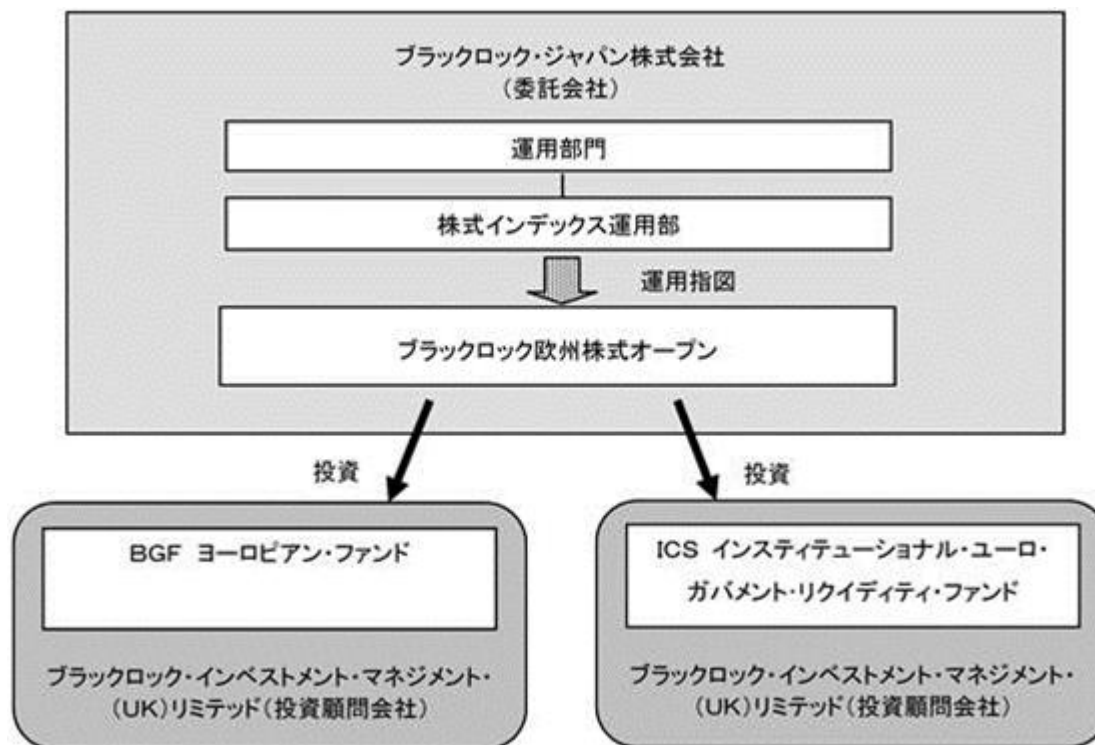 ブラックロック・ジャパン株式会社
(委託会社)
運用部門
株式インデックス運用部
運用指図
ブラックロック欧州株式オープン
投資
投資
BGF ヨーロピアン・ファンド
ブラックロック・インベストメント・マネジメント・
(UK)リミテッド(投資顧問会社)
ICS インスティテューショナル・ユーロ・
ガバメント・リクイディティ・ファンド
ブラックロック・インベストメント・マネジメント・
(UK)リミテッド(投資顧問会社)